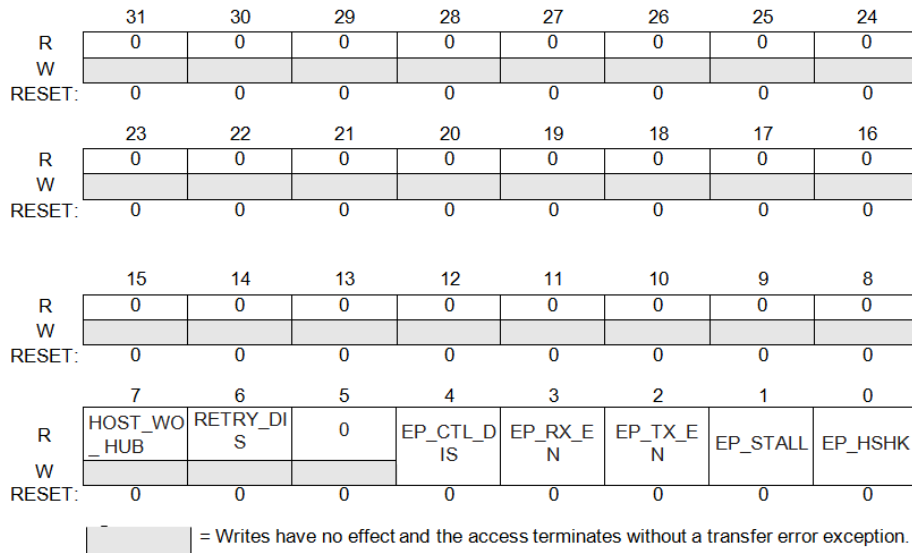 31 30 29 28 27 26 25 24
R 0 0 0 0 0 0 0 0
W
RESET: 0 0 0 0 0 0 0 0
23 22 21 20 19 18 17 16
R 0 0 0 0 0 0 0 0
W
RESET: 0 0 0 0 0 0 0 0
15 14 13 12 11 10 9 8
R 0 0 0 0 0 0 0 0
W
RESET: 0 0 0 0 0 0 0 0
7 6 5 4 3 2 1 0
R HOST_WO_ HUB RETRY_DIS 0 EP_CTL_DIS EP_RX_EN EP_TX_EN EP_STALL EP_HSHK
W
RESET: 0 0 0 0 0 0 0 0
= Writes have no effect and the access terminates without a transfer error exception.